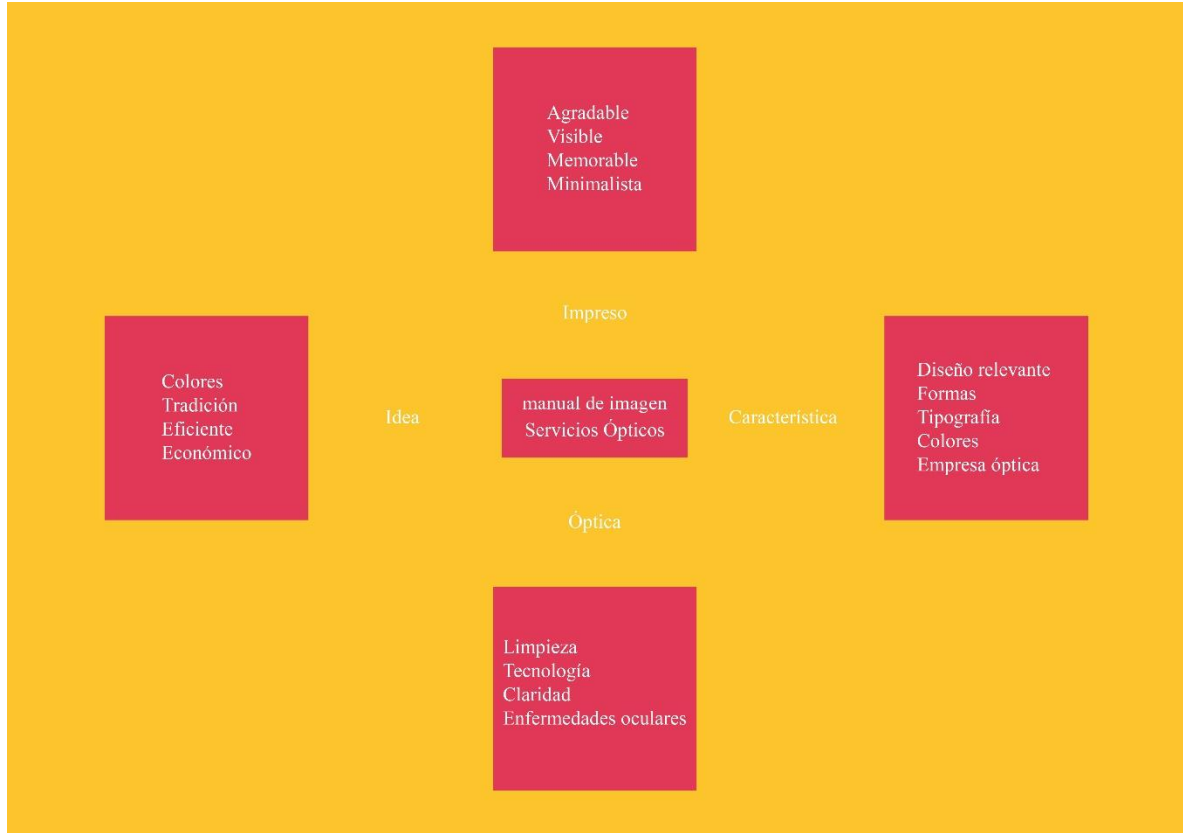 Agradable
Visible
Memorable
Minimalista
Impreso
Colores
Tradición
Eficiente
Económico
Idea
manual de imagen
Servicios Ópticos
Característica
Diseño relevante
Formas
Tipografía
Colores
Empresa óptica
Óptica
Limpieza
Tecnología
Claridad
Enfermedades oculares